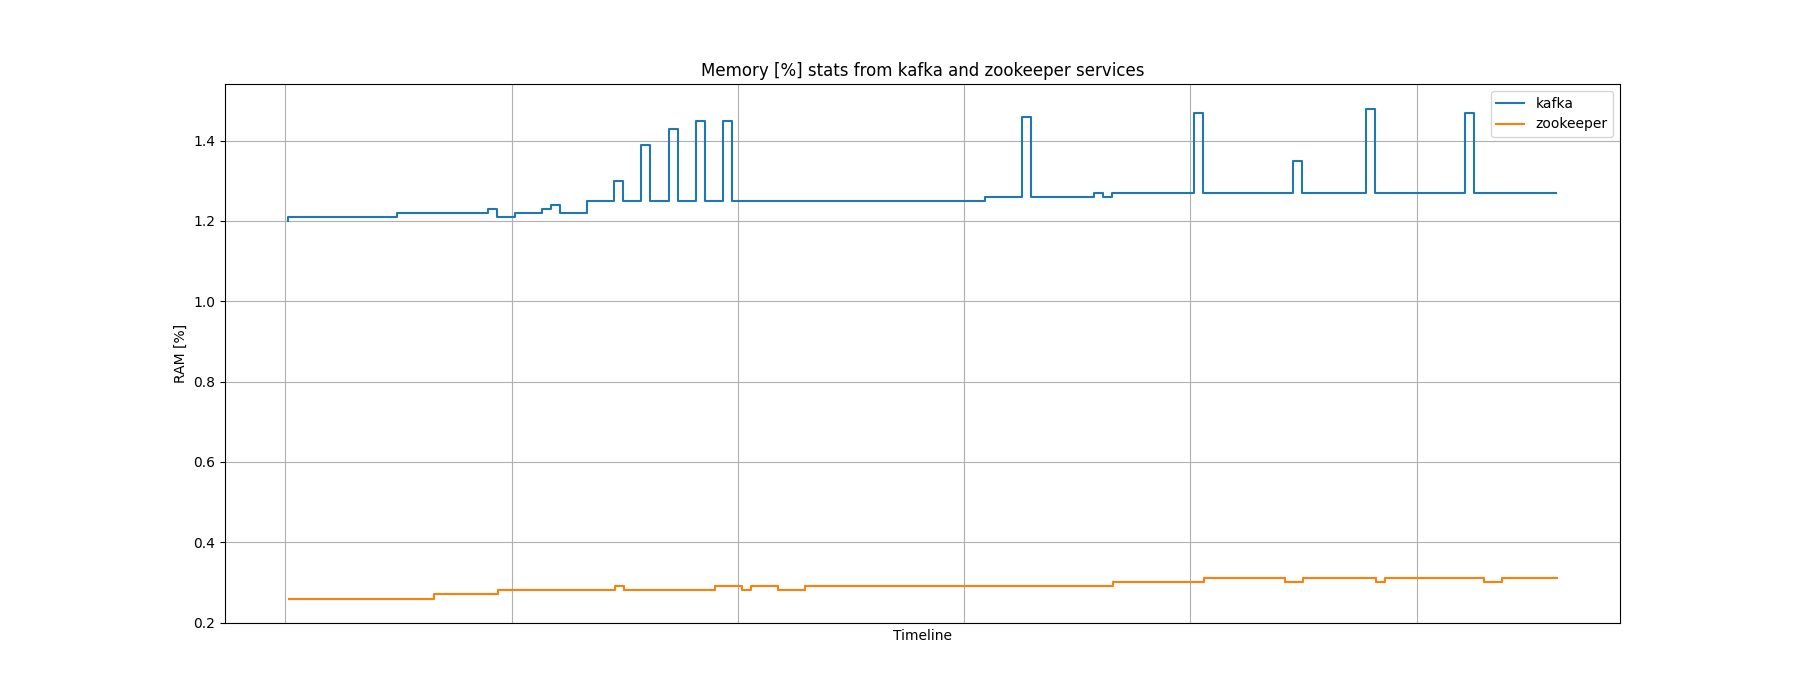 Memory [%] stats from kafka and zookeeper services
kafka
zookeeper
1.4
1.2
1.0
0.8
0.6
0.4
0.2
RAM [%]
Timeline